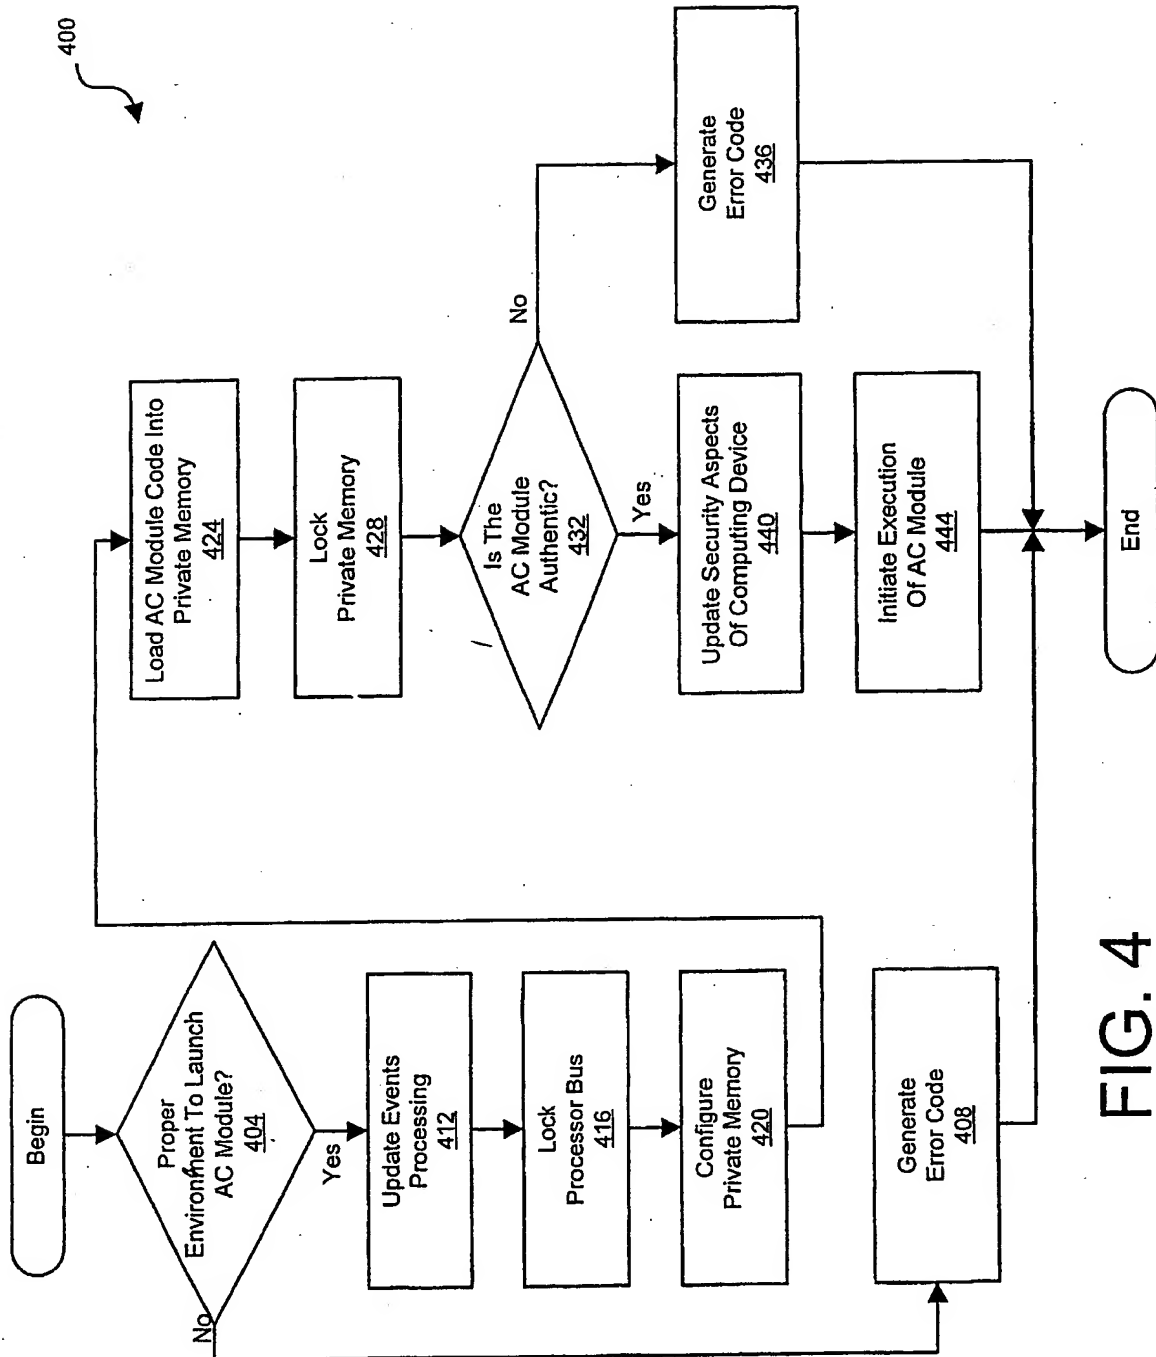 400
Begin
Proper
Environment To Launch
AC Module?
404
No
Yes
Update Events
Processing
412
Lock
Processor Bus
416
Configure
Private Memory
420
Generate
Error Code
408
Load AC Module Code Into
Private Memory
424
Lock
Private Memory
428
Is The
AC Module
Authentic?
432
No
Yes
Generate
Error Code
436
Update Security Aspects
Of Computing Device
440
Initiate Execution
Of AC Module
444
End
FIG. 4